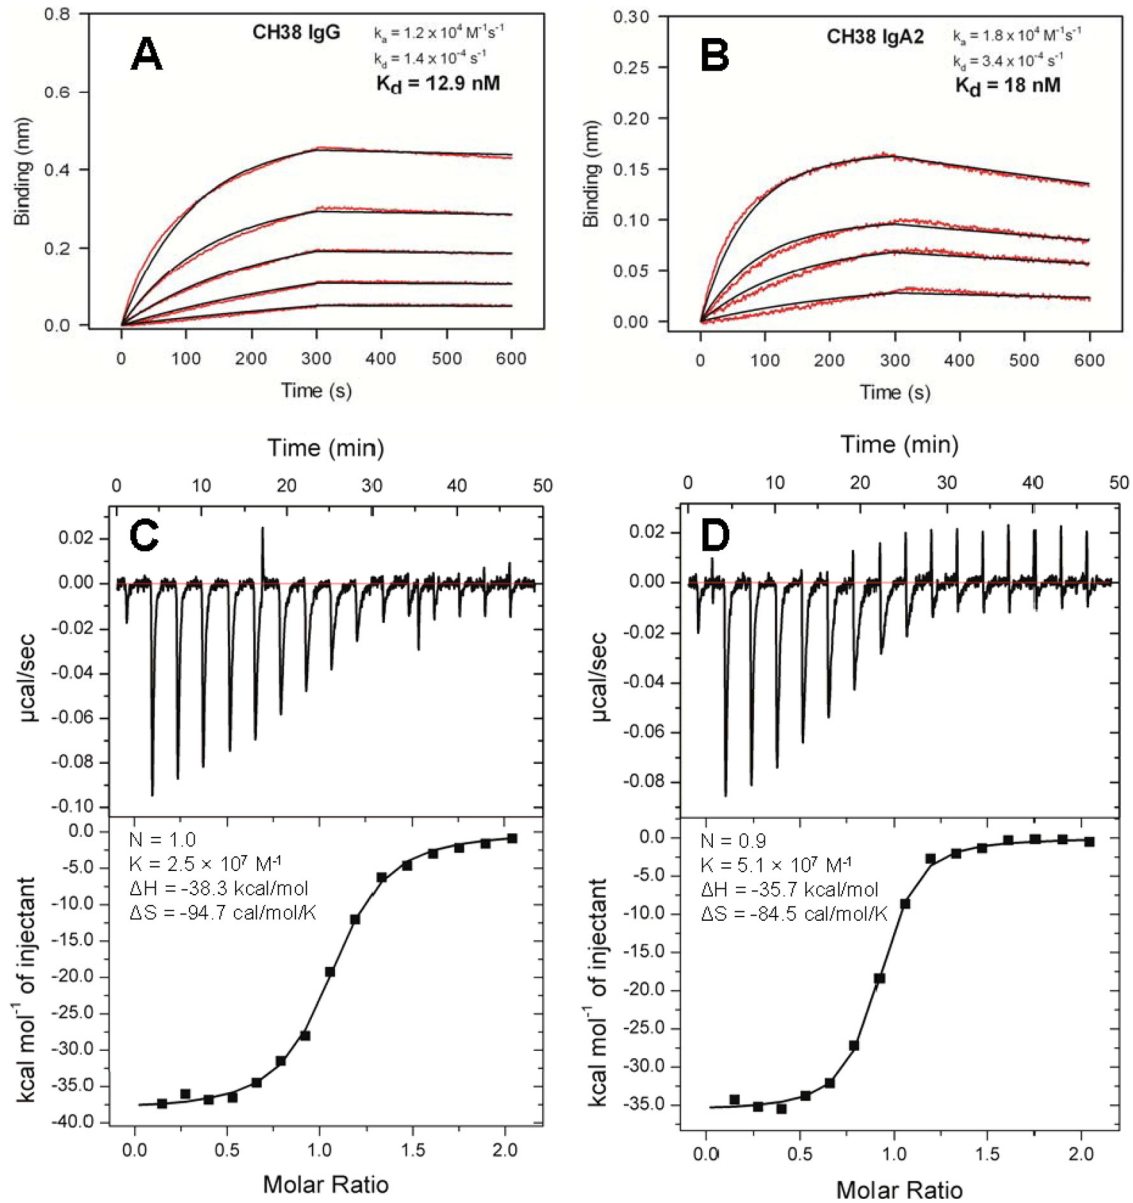 A
CH38 IgG
kₐ = 1.2 x 10⁴ M⁻¹s⁻¹
k_d = 1.4 x 10⁻⁴ s⁻¹
K_d = 12.9 nM
0.8
0.6
0.4
0.2
0.0
Binding (nm)
0 100 200 300 400 500 600
Time (s)
B
CH38 IgA2
kₐ = 1.8 x 10⁴ M⁻¹s⁻¹
k_d = 3.4 x 10⁻⁴ s⁻¹
K_d = 18 nM
0.30
0.25
0.20
0.15
0.10
0.05
0.00
Binding (nm)
0 100 200 300 400 500 600
Time (s)
Time (min)
0 10 20 30 40 50
C
0.02
0.00
-0.02
-0.04
-0.06
-0.08
-0.10
µcal/sec
N = 1.0
K = 2.5 × 10⁷ M⁻¹
ΔH = -38.3 kcal/mol
ΔS = -94.7 cal/mol/K
0.0
-5.0
-10.0
-15.0
-20.0
-25.0
-30.0
-35.0
-40.0
kcal mol⁻¹ of injectant
0.0 0.5 1.0 1.5 2.0
Molar Ratio
Time (min)
0 10 20 30 40 50
D
0.02
0.00
-0.02
-0.04
-0.06
-0.08
µcal/sec
N = 0.9
K = 5.1 × 10⁷ M⁻¹
ΔH = -35.7 kcal/mol
ΔS = -84.5 cal/mol/K
0.0
-5.0
-10.0
-15.0
-20.0
-25.0
-30.0
-35.0
kcal mol⁻¹ of injectant
0.0 0.5 1.0 1.5 2.0
Molar Ratio